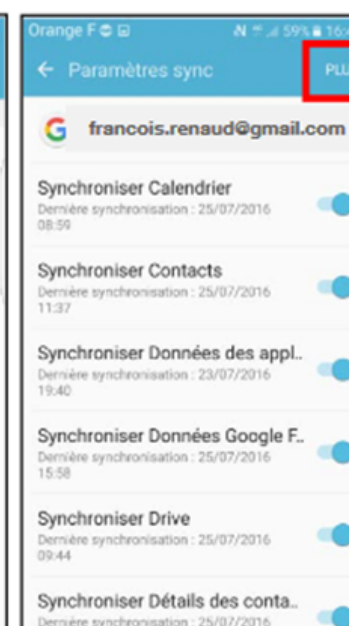 Orange F 59% 16:4
Paramètres sync PLU
francois.renaud@gmail.com
Synchroniser Calendrier
Dernière synchronisation : 25/07/2016
08:59
Synchroniser Contacts
Dernière synchronisation : 25/07/2016
11:37
Synchroniser Données des appl..
Dernière synchronisation : 23/07/2016
19:40
Synchroniser Données Google F..
Dernière synchronisation : 25/07/2016
15:58
Synchroniser Drive
Dernière synchronisation : 25/07/2016
09:44
Synchroniser Détails des conta..
Dernière synchronisation : 25/07/2016